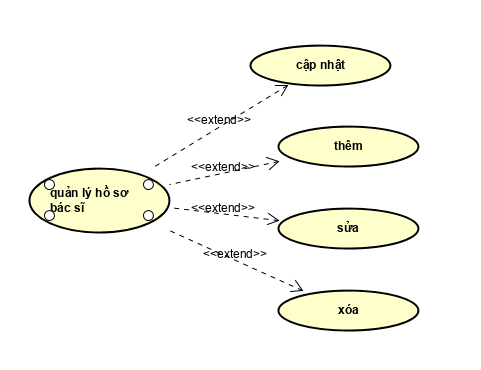 cập nhật
<<extend>>
thêm
<<extend>>
quản lý hồ sơ
bác sĩ
<<extend>>
sửa
<<extend>>
xóa